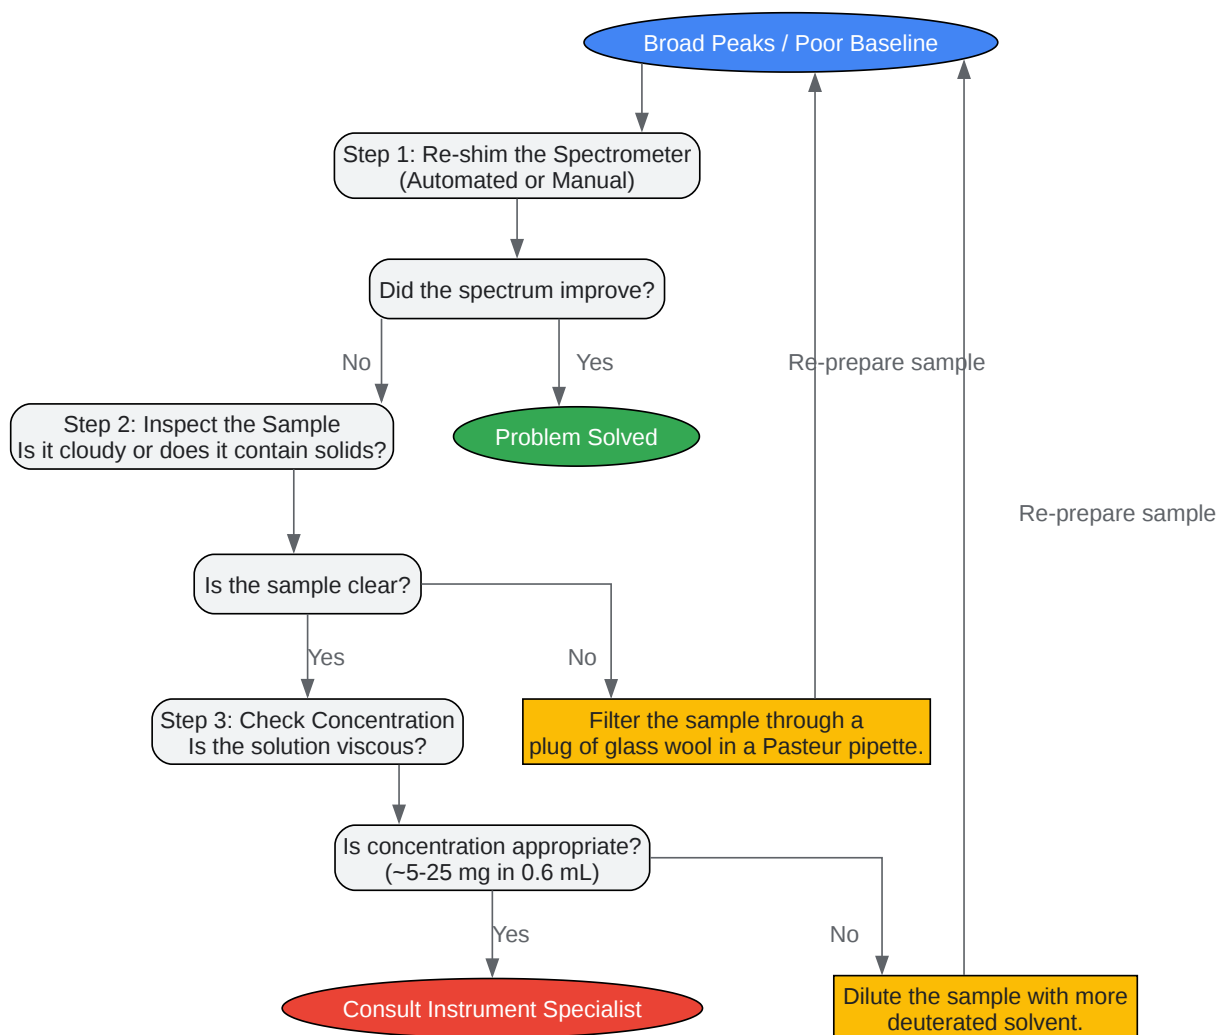 Broad Peaks / Poor Baseline
Step 1: Re-shim the Spectrometer
(Automated or Manual)
Did the spectrum improve?
No
Yes
Re-prepare sample
Step 2: Inspect the Sample
Is it cloudy or does it contain solids?
Problem Solved
Re-prepare sample
Is the sample clear?
Yes
No
Step 3: Check Concentration
Is the solution viscous?
Filter the sample through a
plug of glass wool in a Pasteur pipette.
Is concentration appropriate?
(~5-25 mg in 0.6 mL)
Yes
No
Consult Instrument Specialist
Dilute the sample with more
deuterated solvent.